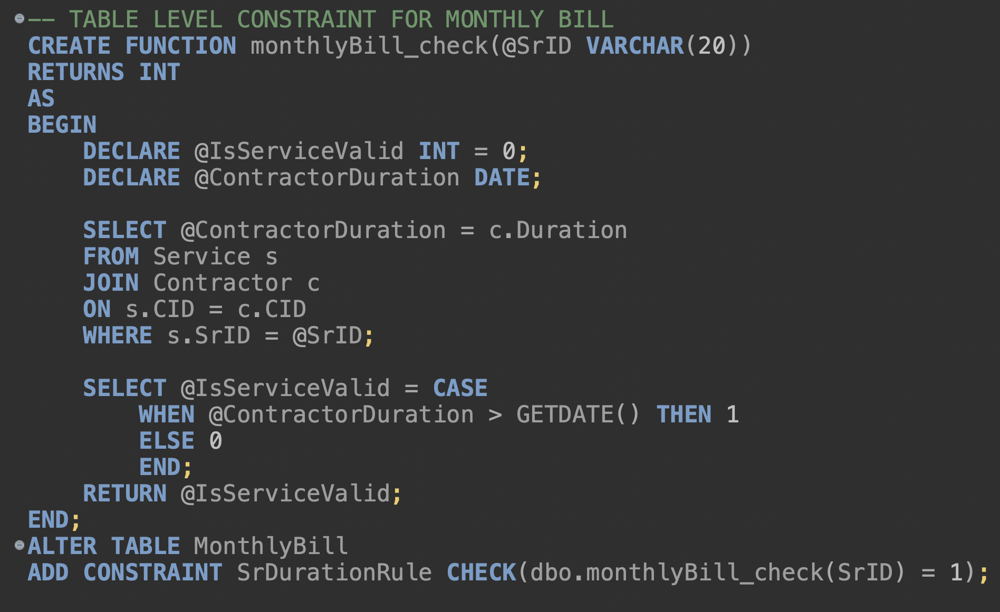 -- TABLE LEVEL CONSTRAINT FOR MONTHLY BILL
CREATE FUNCTION monthlyBill_check(@SrID VARCHAR(20))
RETURNS INT
AS
BEGIN
    DECLARE @IsServiceValid INT = 0;
    DECLARE @ContractorDuration DATE;

    SELECT @ContractorDuration = c.Duration
    FROM Service s
    JOIN Contractor c
    ON s.CID = c.CID
    WHERE s.SrID = @SrID;

    SELECT @IsServiceValid = CASE
        WHEN @ContractorDuration > GETDATE() THEN 1
        ELSE 0
        END;
    RETURN @IsServiceValid;
END;
ALTER TABLE MonthlyBill
ADD CONSTRAINT SrDurationRule CHECK(dbo.monthlyBill_check(SrID) = 1);